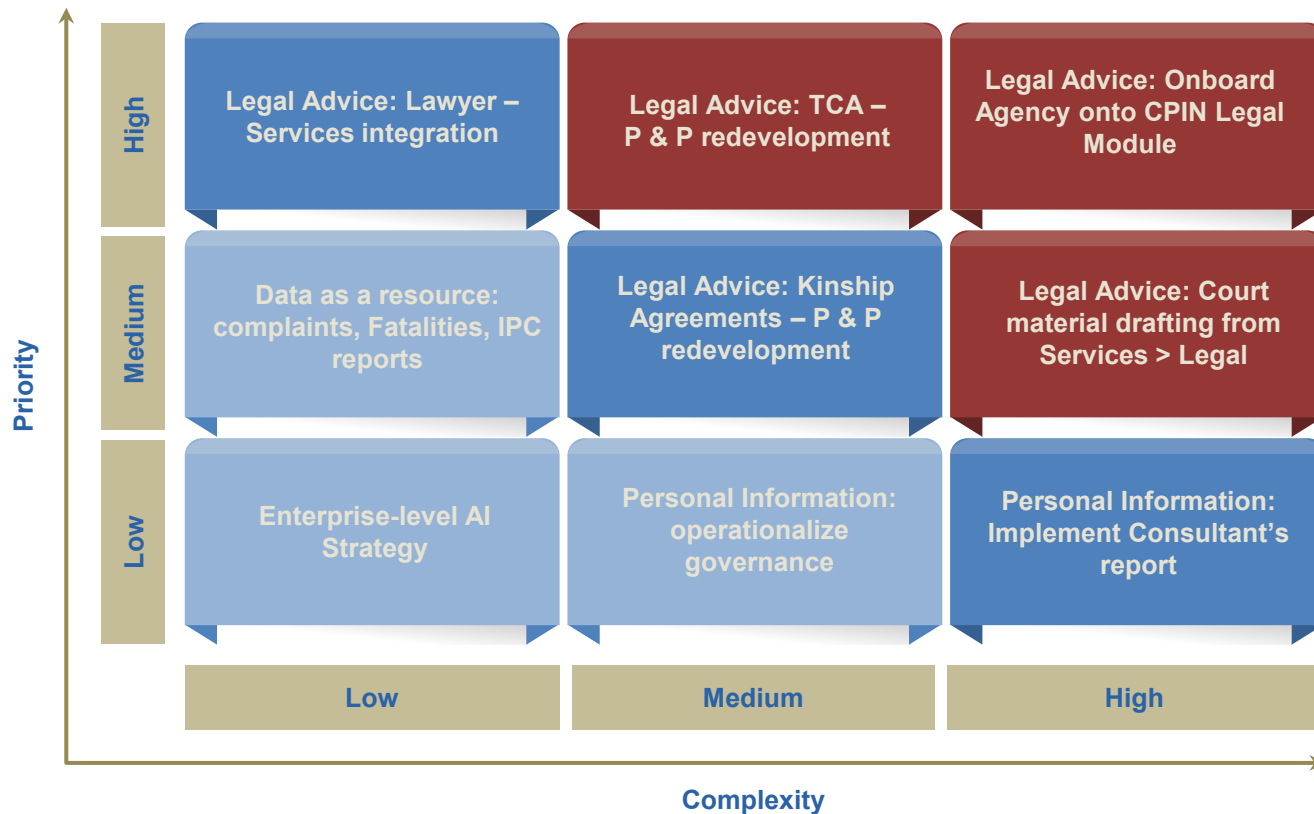 Priority
High
Legal Advice: Lawyer –
Services integration
Legal Advice: TCA –
P & P redevelopment
Legal Advice: Onboard
Agency onto CPIN Legal
Module
Medium
Data as a resource:
complaints, Fatalities, IPC
reports
Legal Advice: Kinship
Agreements – P & P
redevelopment
Legal Advice: Court
material drafting from
Services > Legal
Low
Enterprise-level AI
Strategy
Personal Information:
operationalize
governance
Personal Information:
Implement Consultant’s
report
Low
Medium
High
Complexity